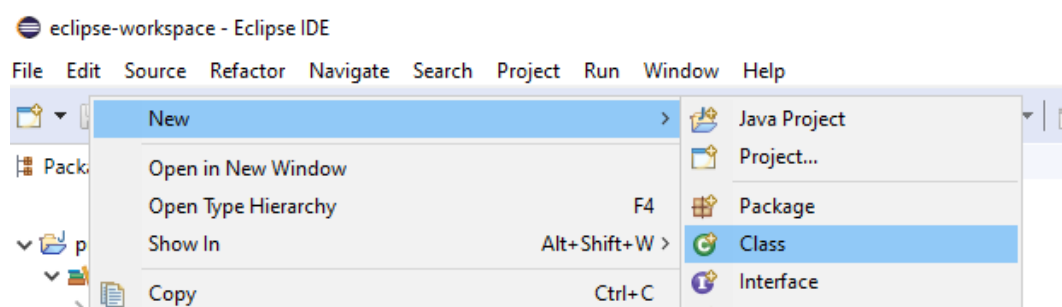 eclipse-workspace - Eclipse IDE
File Edit Source Refactor Navigate Search Project Run Window Help
New > Java Project
Project...
Open in New Window
Open Type Hierarchy F4 Package
Show In Alt+Shift+W > Class
Copy Ctrl+C Interface